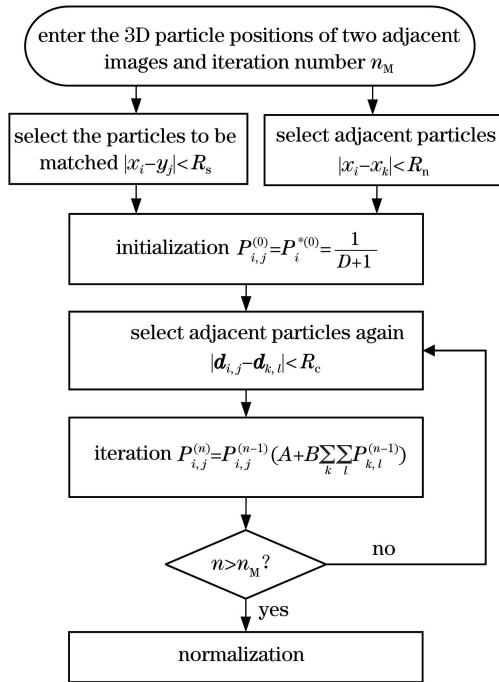 enter the 3D particle positions of two adjacent
images and iteration number n_M
select the particles to be
matched |x_i−y_j|<R_s
select adjacent particles
|x_i−x_k|<R_n
initialization P_{i,j}^{(0)}=P_i^{*(0)}=\frac{1}{D+1}
select adjacent particles again
|d_{i,j}−d_{k,l}|<R_c
iteration P_{i,j}^{(n)}=P_{i,j}^{(n-1)}(A+B∑_k∑_l P_{k,l}^{(n-1)})
n>n_M?
no
yes
normalization